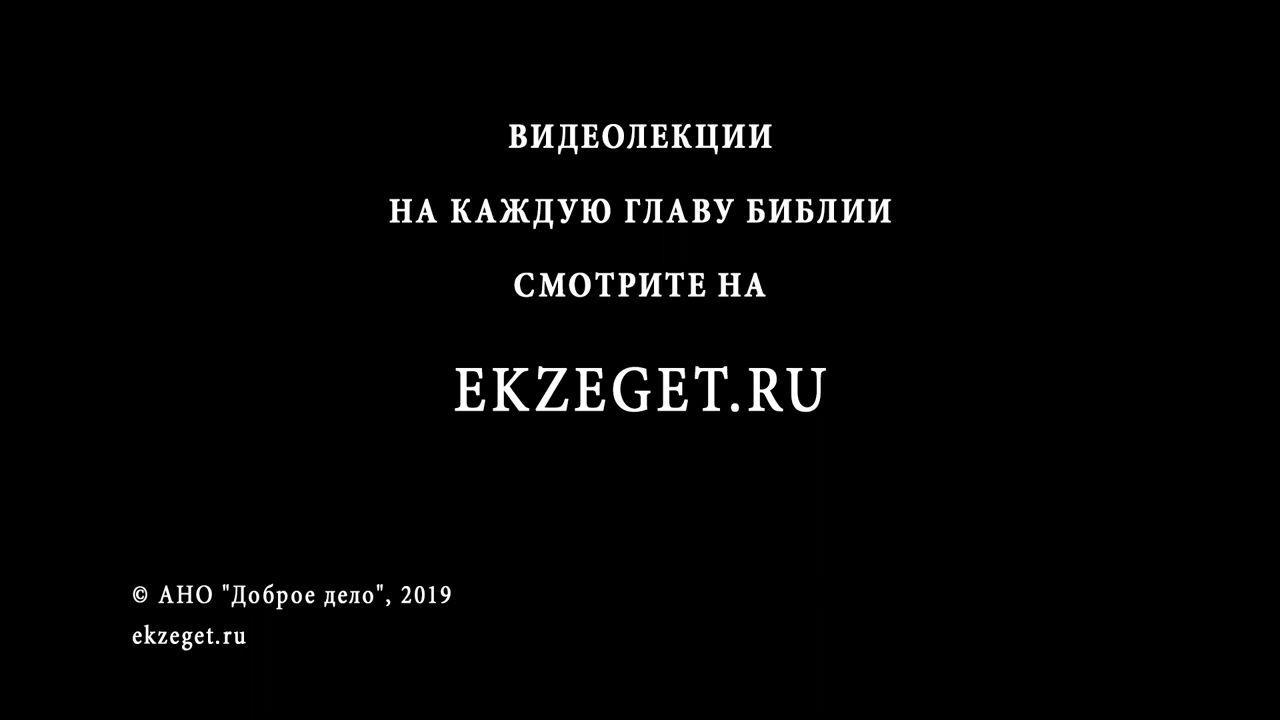 ВИДЕОЛЕКЦИИ
НА КАЖДУЮ ГЛАВУ БИБЛИИ
СМОТРИТЕ НА
EKZEGET.RU
© АНО "Доброе дело", 2019
ekzeget.ru